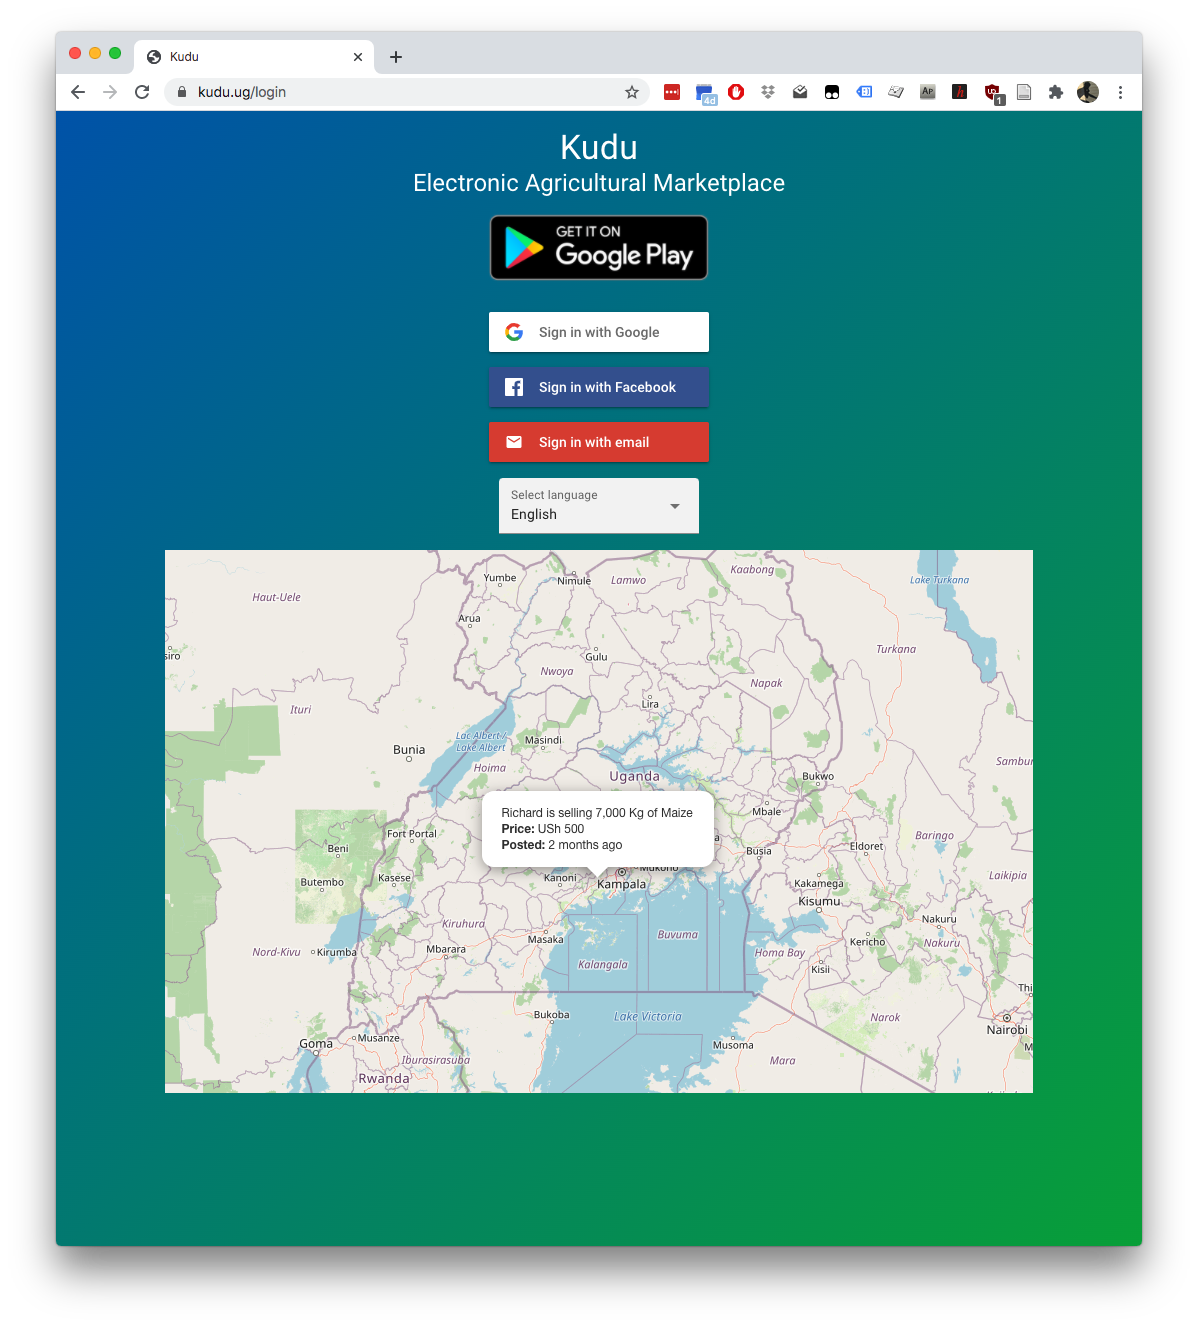 Kudu
kudu.ug/login
4d
AP
h
1
Kudu
Electronic Agricultural Marketplace
GET IT ON
Google Play
Sign in with Google
Sign in with Facebook
Sign in with email
Select language
English
Yumbe
Nimule
Lamwo
Kaabong
Lake Turkana
Haut-Uele
Arua
Turkana
siro
Gulu
Nwoya
Napak
Ituri
Lira
Lac Albert /
Lake Albert
Masindi
Bunia
Hoima
Sambur
Uganda
Bukwo
Richard is selling 7,000 Kg of Maize
Price: USh 500
Posted: 2 months ago
Mbale
Fort Portal
Baringo
Beni
Busia
Eldoret
Butembo
Kasese
Kanoni
Mukono
Kampala
Kakamega
Laikipia
Kisumu
Kiruhura
Nakuru
Masaka
Buvuma
Kericho
Nakuru
Nord-Kivu
Kirumba
Mbarara
Homa Bay
Kalangala
Kisii
Thi
Bukoba
Lake Victoria
Narok
Nairobi
Goma
Musanze
Musoma
M
Iburasirasuba
Mara
Rwanda